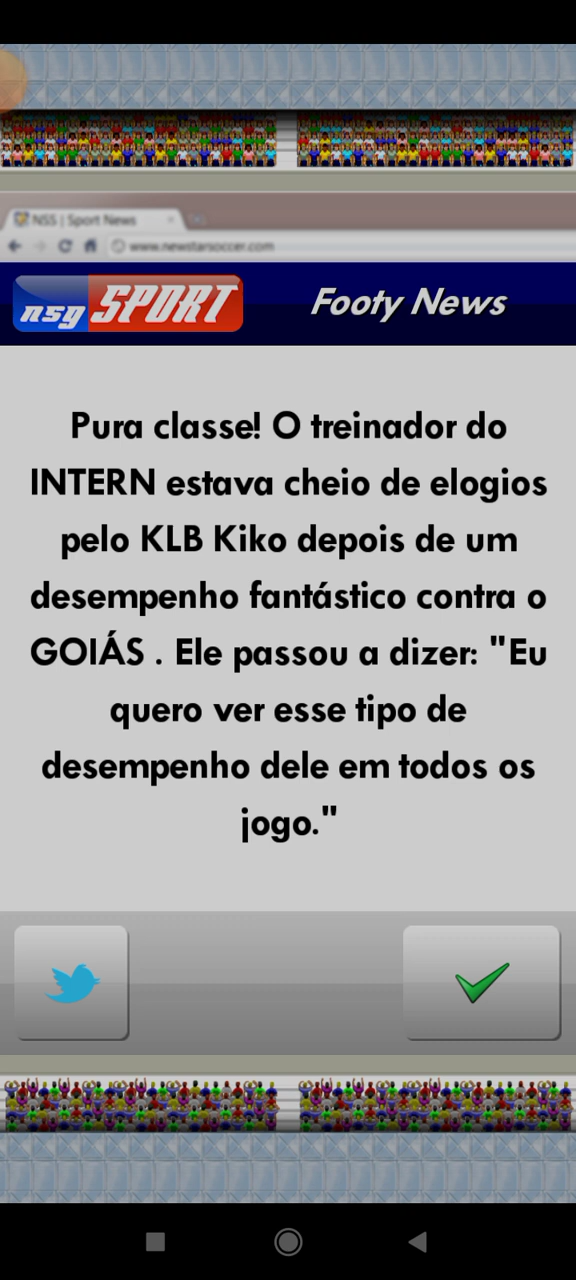 NSS | Sport News
www.newstarsoccer.com
nsg SPORT
Footy News
Pura classe! O treinador do
INTERN estava cheio de elogios
pelo KLB Kiko depois de um
desempenho fantástico contra o
GOIÁS . Ele passou a dizer: "Eu
quero ver esse tipo de
desempenho dele em todos os
jogo."